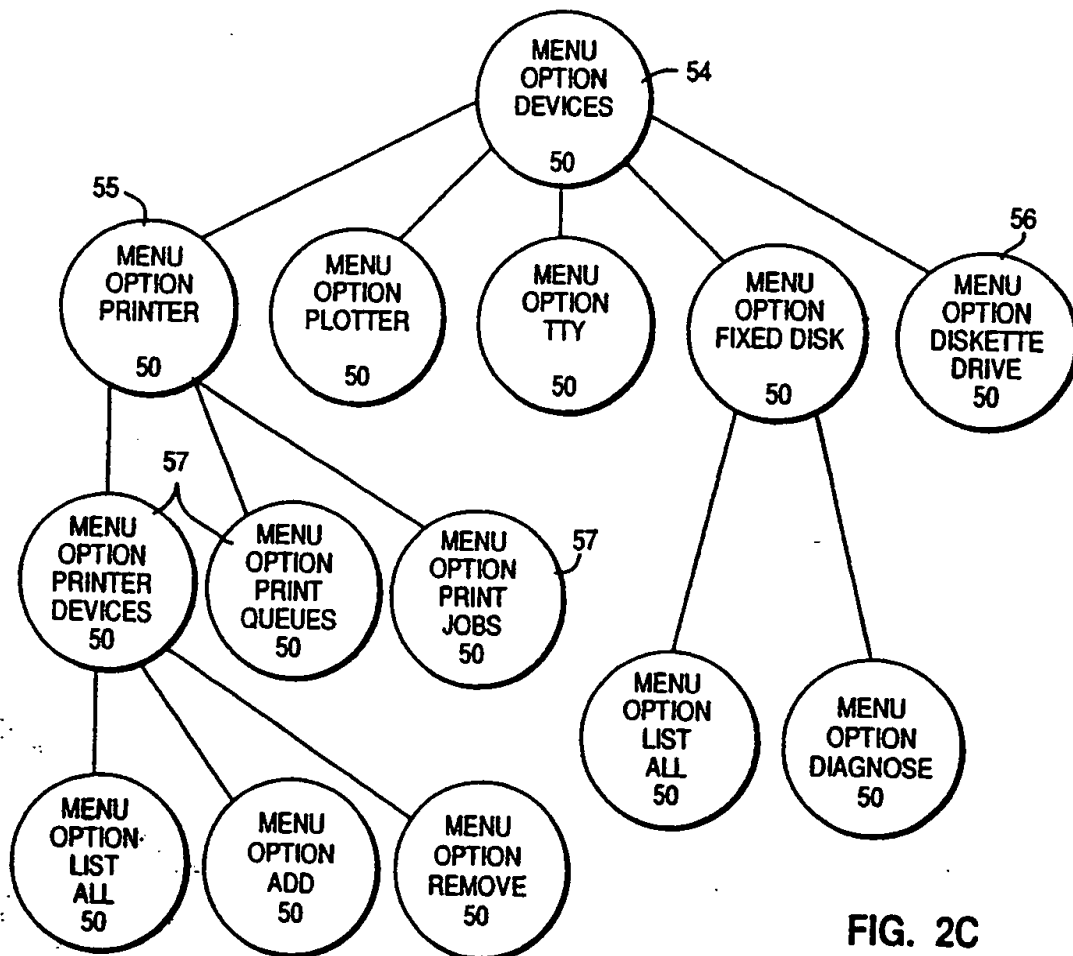 MENU
OPTION
DEVICES
50
54
55
MENU
OPTION
PRINTER
50
MENU
OPTION
PLOTTER
50
MENU
OPTION
TTY
50
MENU
OPTION
FIXED DISK
50
56
MENU
OPTION
DISKETTE
DRIVE
50
57
MENU
OPTION
PRINTER
DEVICES
50
MENU
OPTION
PRINT
QUEUES
50
MENU
OPTION
PRINT
JOBS
50
57
MENU
OPTION
LIST
ALL
50
MENU
OPTION
DIAGNOSE
50
MENU
OPTION
LIST
ALL
50
MENU
OPTION
ADD
50
MENU
OPTION
REMOVE
50
FIG. 2C